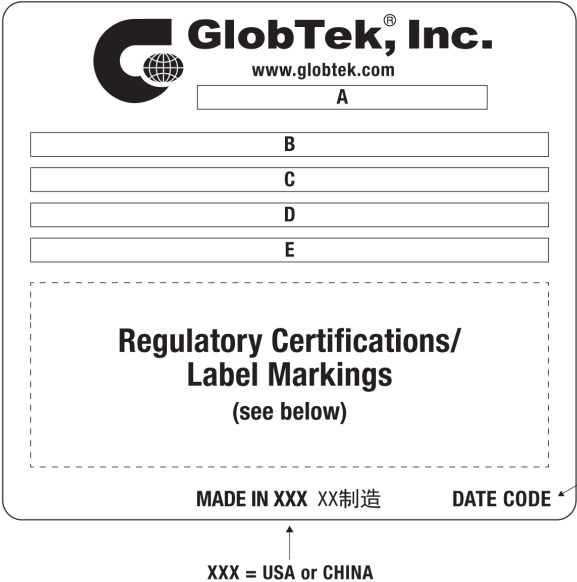 GlobTek,® Inc.
www.globtek.com
A
B
C
D
E
Regulatory Certifications/
Label Markings
(see below)
MADE IN XXX XX制造 DATE CODE
XXX = USA or CHINA